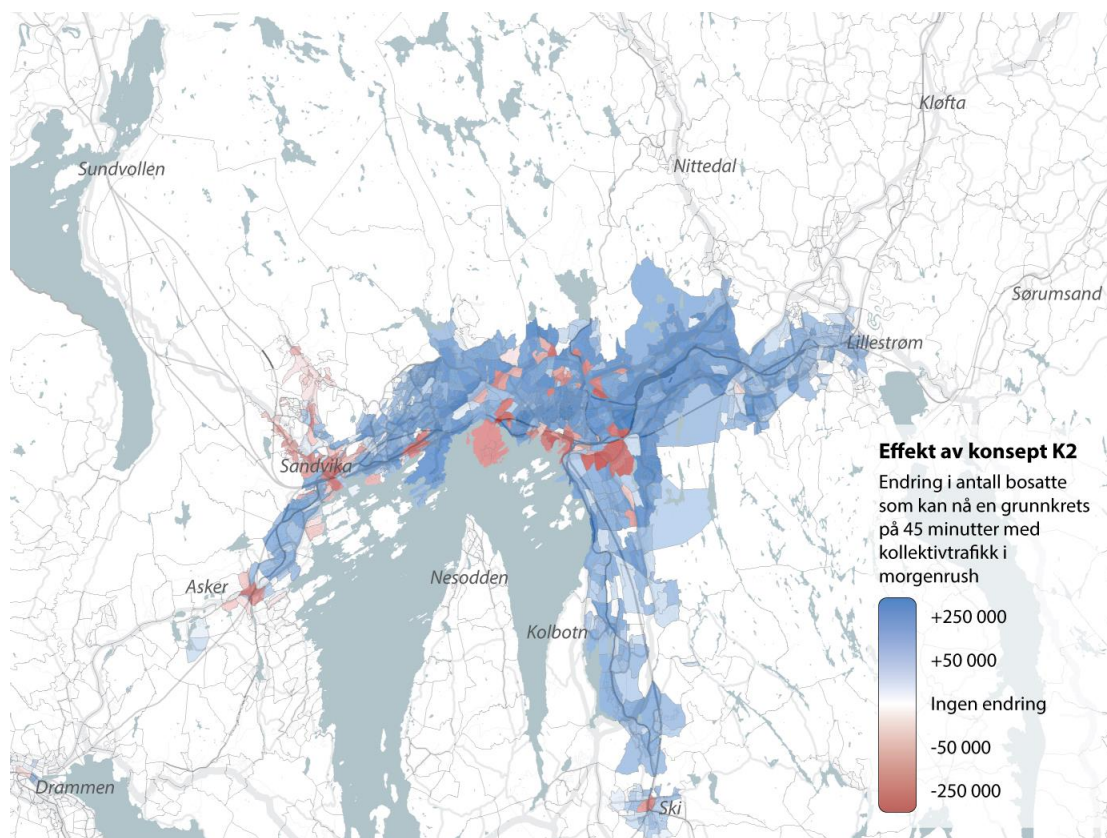 Kløfta
Sundvollen
Nittedal
Sørumsand
Lillestrøm
Sandvika
Asker
Nesodden
Kolbotn
Drammen
Ski
Effekt av konsept K2
Endring i antall bosatte
som kan nå en grunnkrets
på 45 minutter med
kollektivtrafikk i
morgenrush
+250 000
+50 000
Ingen endring
-50 000
-250 000